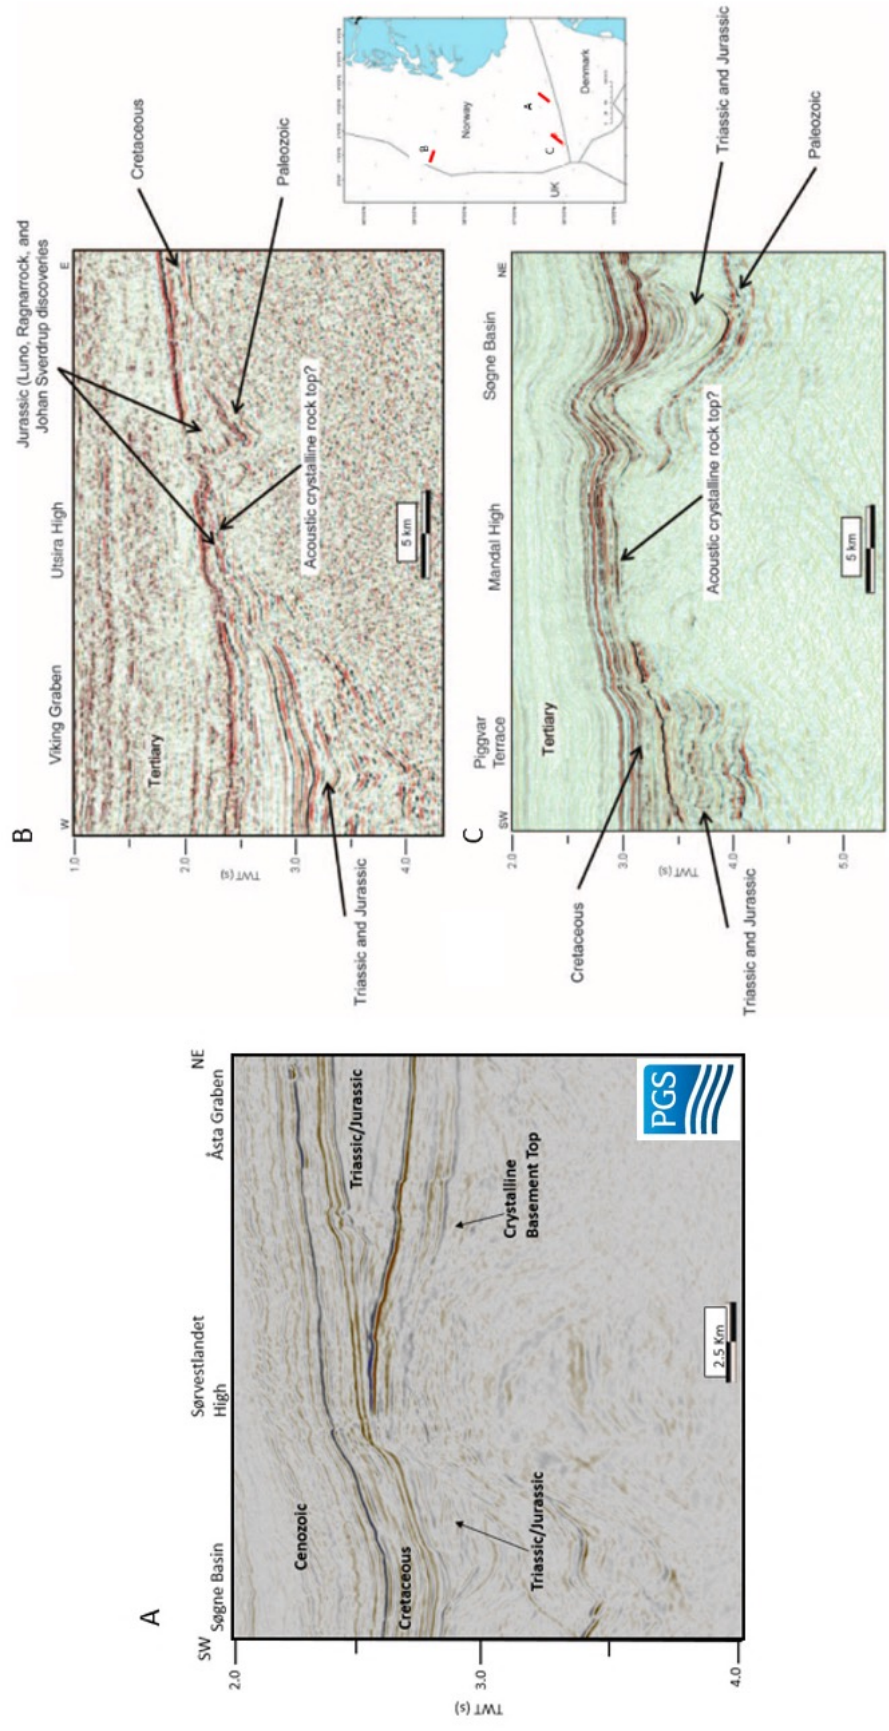 A
SW
Søgne Basin
Sørvestlandet
High
Åsta Graben
NE
2.0
3.0
4.0
TWT (s)
Cenozoic
Cretaceous
Triassic/Jurassic
Triassic/Jurassic
Crystalline
Basement Top
2.5 Km
PGS
B
Jurassic (Luno, Ragnarrock, and
Johan Sverdrup discoveries
W
Viking Graben
Utsira High
E
1.0
2.0
3.0
4.0
TWT (s)
Tertiary
Cretaceous
Paleozoic
Triassic and Jurassic
Acoustic crystalline rock top?
5 km
C
SW
Piggvar
Terrace
Mandal High
Søgne Basin
NE
2.0
3.0
4.0
5.0
TWT (s)
Tertiary
Cretaceous
Triassic and Jurassic
Acoustic crystalline rock top?
Triassic and Jurassic
Paleozoic
5 km
Norway
Denmark
UK
A
B
C